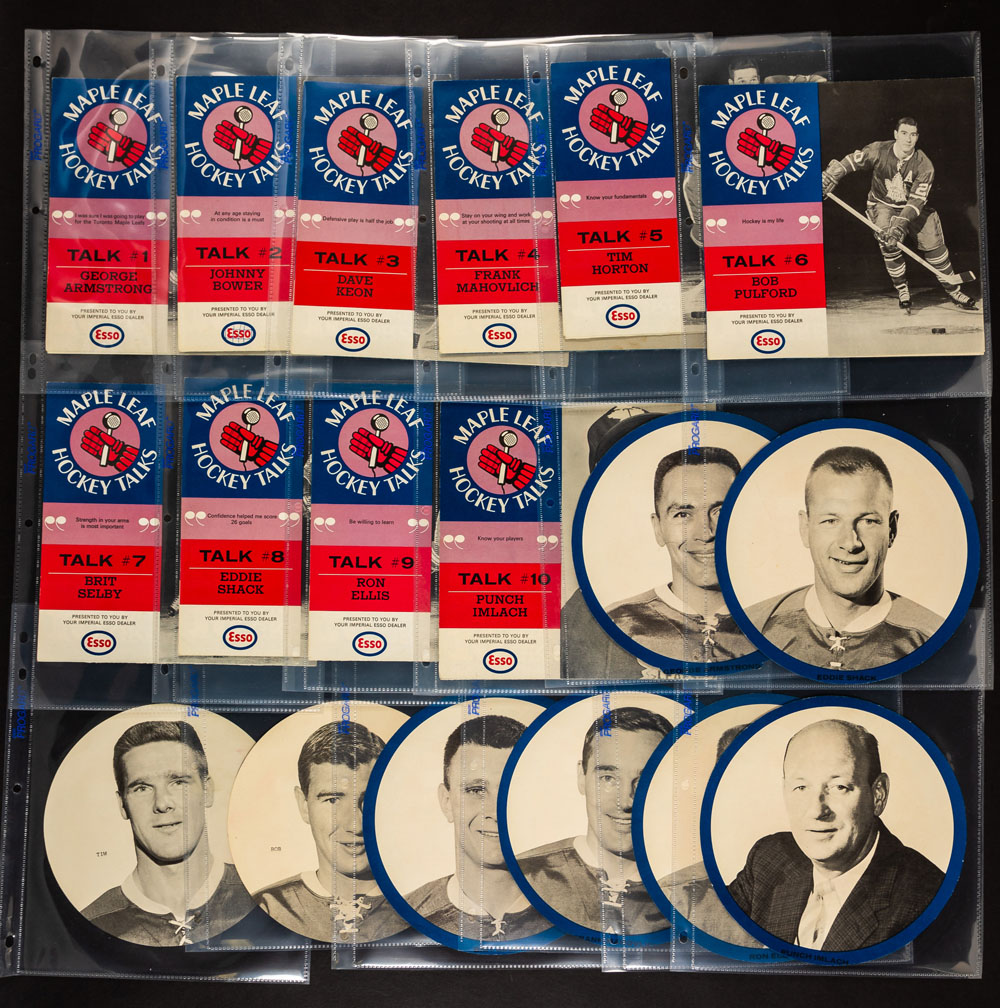 MAPLE LEAF
HOCKEY TALKS
I was sure I was going to play
for the Toronto Maple Leafs
TALK #1
GEORGE
ARMSTRONG
PRESENTED TO YOU BY
YOUR IMPERIAL ESSO DEALER
Esso
MAPLE LEAF
HOCKEY TALKS
At any age staying
in condition is a must
TALK #2
JOHNNY
BOWER
PRESENTED TO YOU BY
YOUR IMPERIAL ESSO DEALER
Esso
MAPLE LEAF
HOCKEY TALKS
Defensive play is half the job
TALK #3
DAVE
KEON
PRESENTED TO YOU BY
YOUR IMPERIAL ESSO DEALER
Esso
MAPLE LEAF
HOCKEY TALKS
Stay on your wing and work
at your shooting at all times
TALK #4
FRANK
MAHOVLICH
PRESENTED TO YOU BY
YOUR IMPERIAL ESSO DEALER
Esso
MAPLE LEAF
HOCKEY TALKS
Know your fundamentals
TALK #5
TIM
HORTON
PRESENTED TO YOU BY
YOUR IMPERIAL ESSO DEALER
Esso
MAPLE LEAF
HOCKEY TALKS
Hockey is my life
TALK #6
BOB
PULFORD
PRESENTED TO YOU BY
YOUR IMPERIAL ESSO DEALER
Esso
MAPLE LEAF
HOCKEY TALKS
Strength in your arms
is most important
TALK #7
BRIT
SELBY
PRESENTED TO YOU BY
YOUR IMPERIAL ESSO DEALER
Esso
MAPLE LEAF
HOCKEY TALKS
Confidence helped me score
26 goals
TALK #8
EDDIE
SHACK
PRESENTED TO YOU BY
YOUR IMPERIAL ESSO DEALER
Esso
MAPLE LEAF
HOCKEY TALKS
Be willing to learn
TALK #9
RON
ELLIS
PRESENTED TO YOU BY
YOUR IMPERIAL ESSO DEALER
Esso
MAPLE LEAF
HOCKEY TALKS
Know your players
TALK #10
PUNCH
IMLACH
PRESENTED TO YOU BY
YOUR IMPERIAL ESSO DEALER
Esso
ARMSTRONG
EDDIE SHACK
TIM
BOB
RON
PUNCH IMLACH
PROGARD